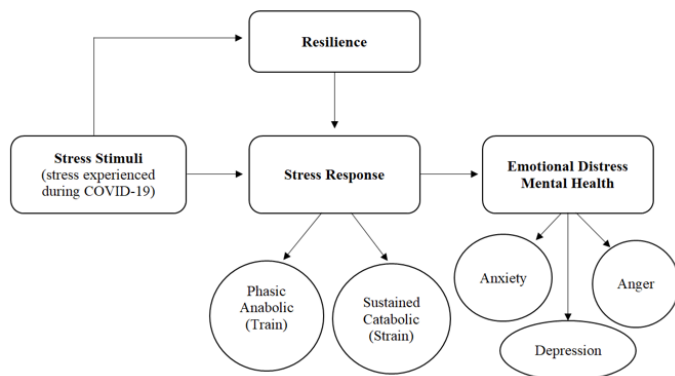 Resilience
Stress Stimuli
(stress experienced
during COVID-19)
Stress Response
Emotional Distress
Mental Health
Phasic
Anabolic
(Train)
Sustained
Catabolic
(Strain)
Anxiety
Anger
Depression